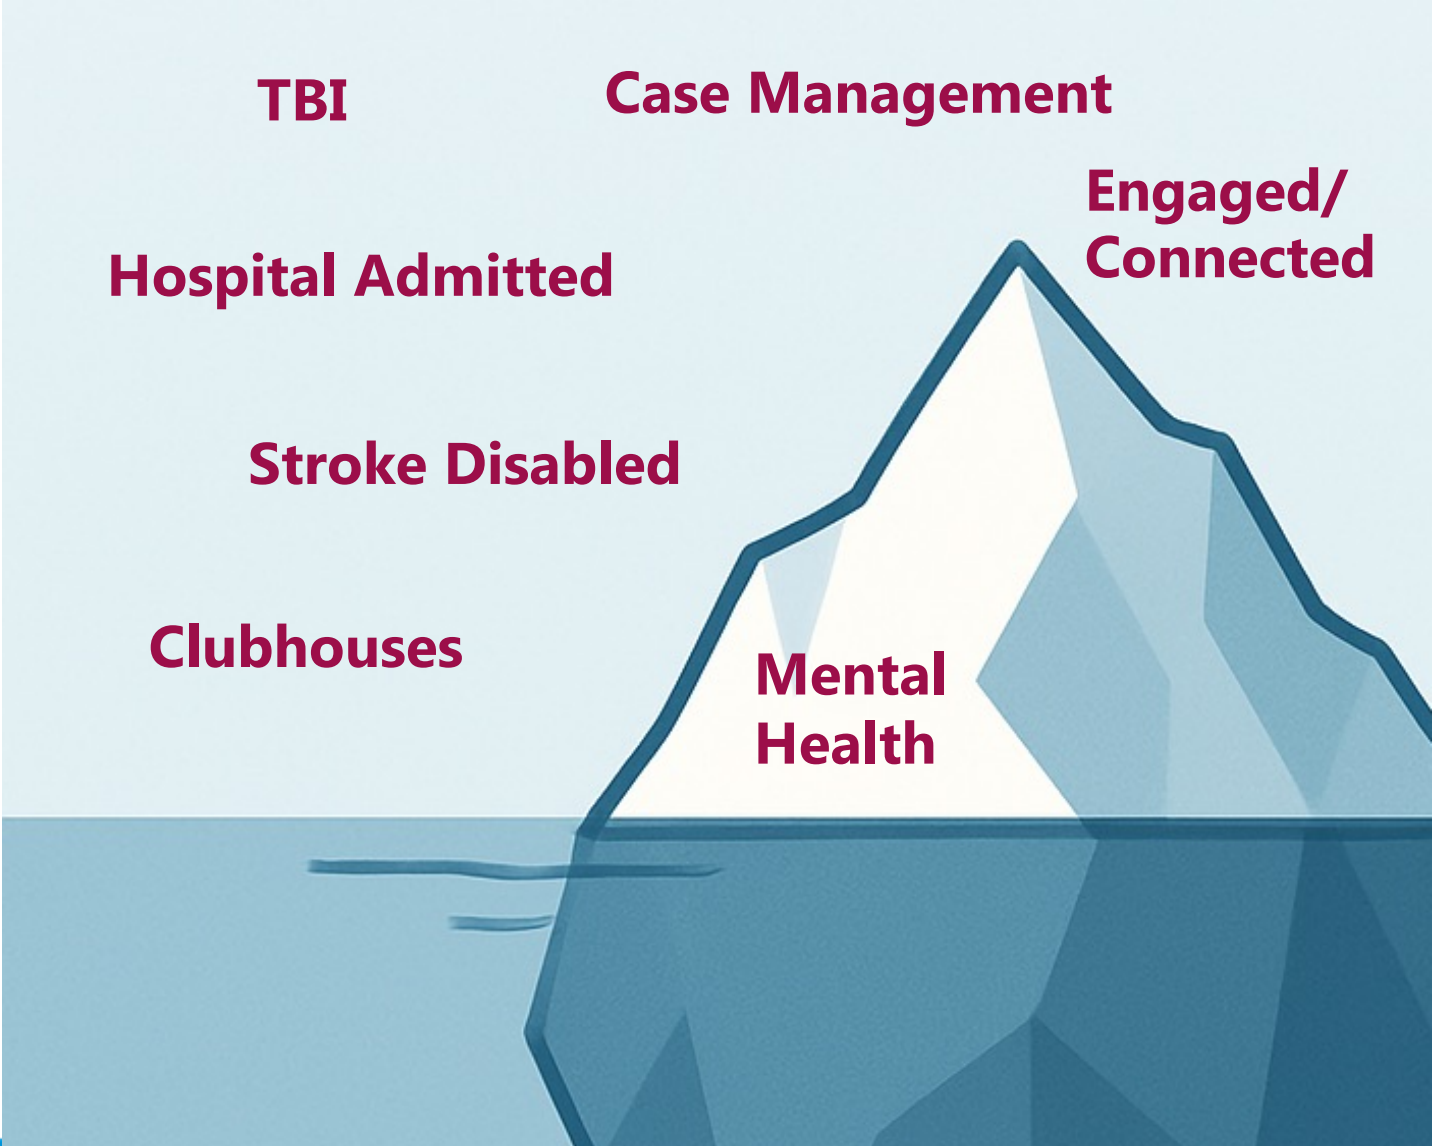 TBI
Case Management
Engaged/
Connected
Hospital Admitted
Stroke Disabled
Clubhouses
Mental
Health